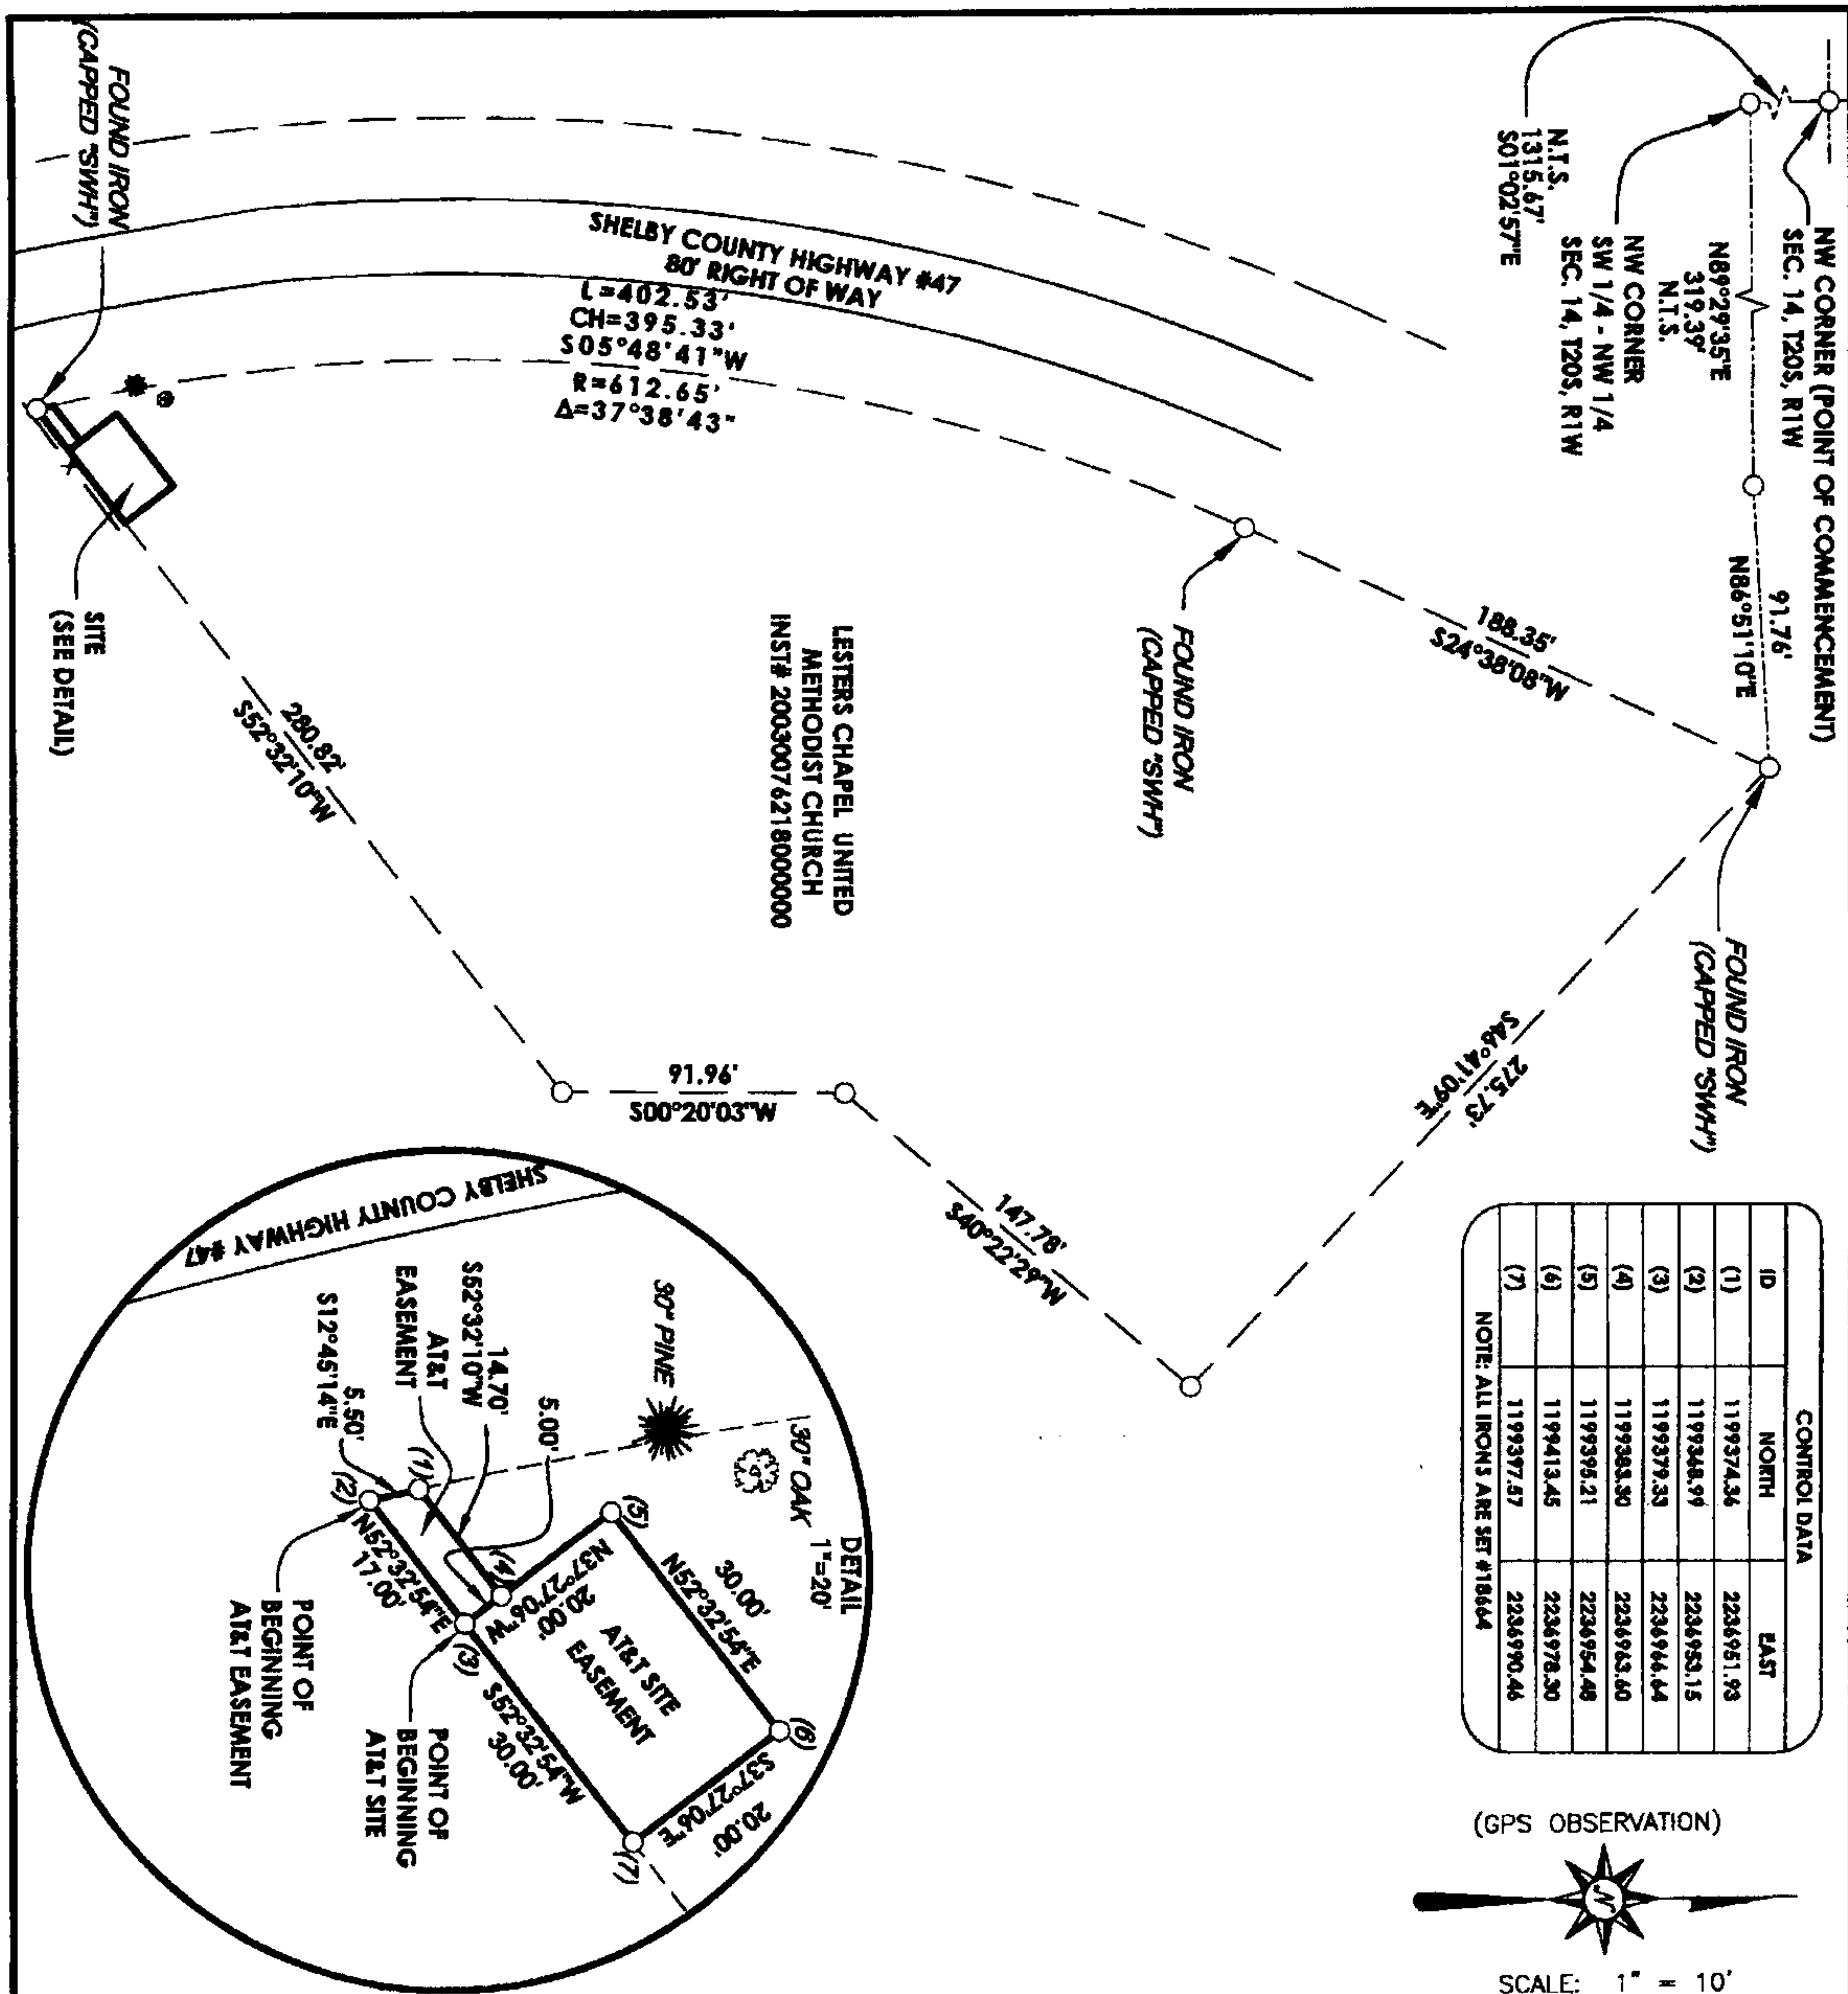 NW CORNER (POINT OF COMMENCEMENT)
SEC. 14, T20S, R1W
N89°29'35"E
319.39'
N.T.S.
NW CORNER
SW 1/4 - NW 1/4
SEC. 14, T20S, R1W
N.T.S.
1315.67'
S01°02'57"E
91.76'
N86°51'10"E
FOUND IRON
(CAPPED "SWH")
188.35'
S24°38'08"W
FOUND IRON
(CAPPED "SWH")
275.73'
S46°41'09"E
147.78'
S40°22'29"W
91.96'
S00°20'03"W
280.82'
S52°32'10"W
LESTERS CHAPEL UNITED
METHODIST CHURCH
INST# 20030076218000000
SHELBY COUNTY HIGHWAY #47
80' RIGHT OF WAY
L=402.53'
CH=395.33'
S05°48'41"W
R=612.65'
Δ=37°38'43"
FOUND IRON
(CAPPED "SWH")
SITE
(SEE DETAIL)
CONTROL DATA
ID NORTH EAST
(1) 1199374.36 2236951.93
(2) 1199368.99 2236953.15
(3) 1199379.33 2236966.64
(4) 1199383.30 2236963.60
(5) 1199395.21 2236954.48
(6) 1199413.45 2236978.30
(7) 1199397.57 2236990.46
NOTE: ALL IRONS ARE SET #18664
(GPS OBSERVATION)
N
SCALE: 1" = 10'
DETAIL
1"=20'
30" OAK
30" PINE
SHELBY COUNTY HIGHWAY #47
5.00'
14.70'
S52°32'10"W
AT&T
EASEMENT
5.50'
S12°45'14"E
(1)
(2)
(3)
(4)
(5)
(6)
(7)
30.00'
N52°32'54"E
S37°27'06"E
20.00'
N37°27'06"W
20.00'
AT&T SITE
EASEMENT
S52°32'54"W
30.00'
N52°32'54"E
17.00'
POINT OF
BEGINNING
AT&T SITE
POINT OF
BEGINNING
AT&T EASEMENT